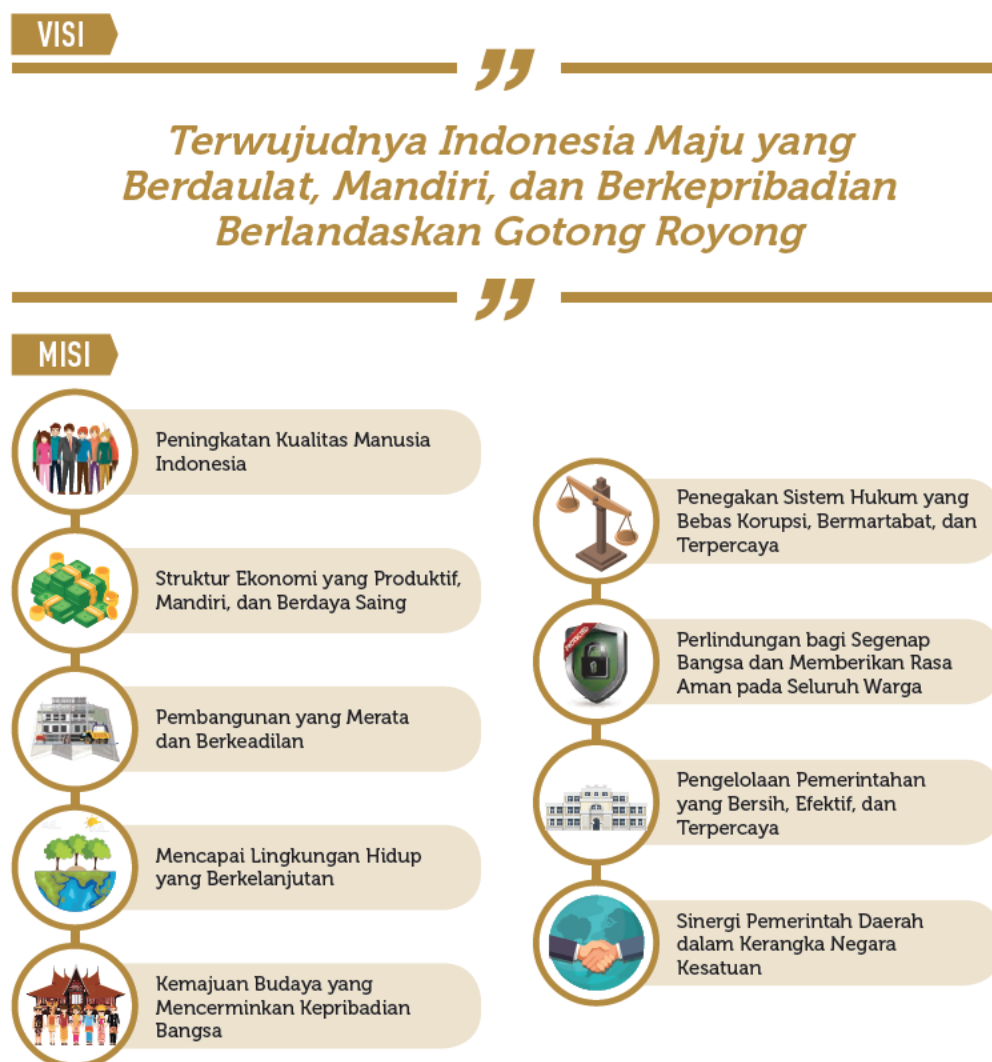 VISI
”
Terwujudnya Indonesia Maju yang
Berdaulat, Mandiri, dan Berkepribadian
Berlandaskan Gotong Royong
”
MISI
Peningkatan Kualitas Manusia
Indonesia
Struktur Ekonomi yang Produktif,
Mandiri, dan Berdaya Saing
Pembangunan yang Merata
dan Berkeadilan
Mencapai Lingkungan Hidup
yang Berkelanjutan
Kemajuan Budaya yang
Mencerminkan Kepribadian
Bangsa
Penegakan Sistem Hukum yang
Bebas Korupsi, Bermartabat, dan
Terpercaya
PROTECTED
Perlindungan bagi Segenap
Bangsa dan Memberikan Rasa
Aman pada Seluruh Warga
Pengelolaan Pemerintahan
yang Bersih, Efektif, dan
Terpercaya
Sinergi Pemerintah Daerah
dalam Kerangka Negara
Kesatuan